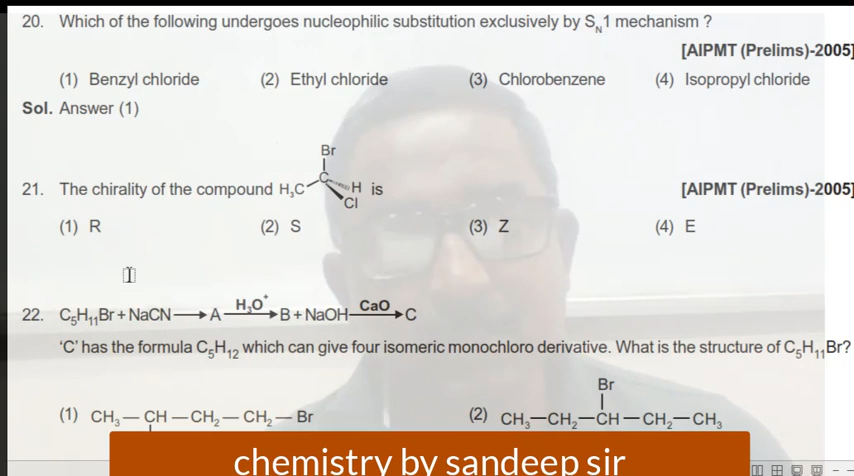 20. Which of the following undergoes nucleophilic substitution exclusively by S_N1 mechanism ?
[AIPMT (Prelims)-2005]
(1) Benzyl chloride (2) Ethyl chloride (3) Chlorobenzene (4) Isopropyl chloride
Sol. Answer (1)
Br
C
21. The chirality of the compound H₃C H is [AIPMT (Prelims)-2005]
Cl
(1) R (2) S (3) Z (4) E
22. C₅H₁₁Br + NaCN ⟶ A H₃O⁺⟶ B + NaOH CaO⟶ C
'C' has the formula C₅H₁₂ which can give four isomeric monochloro derivative. What is the structure of C₅H₁₁Br?
Br
(1) CH₃ — CH — CH₂ — CH₂ — Br (2) CH₃—CH₂—CH—CH₂—CH₃
chemistry by sandeep sir